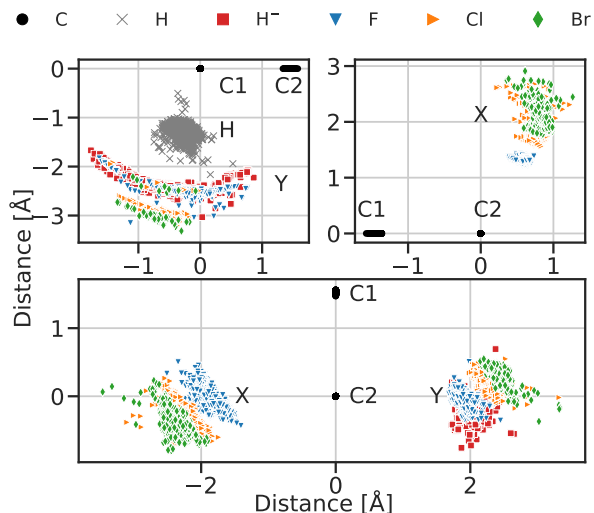 C H H⁻ F Cl Br
0 −1 −2 −3
C1 C2
H
Y
−1 0 1
3 2 1 0
X
C1 C2
−1 0 1
Distance [Å]
1 0
C1
X C2 Y
−2 0 2
Distance [Å]